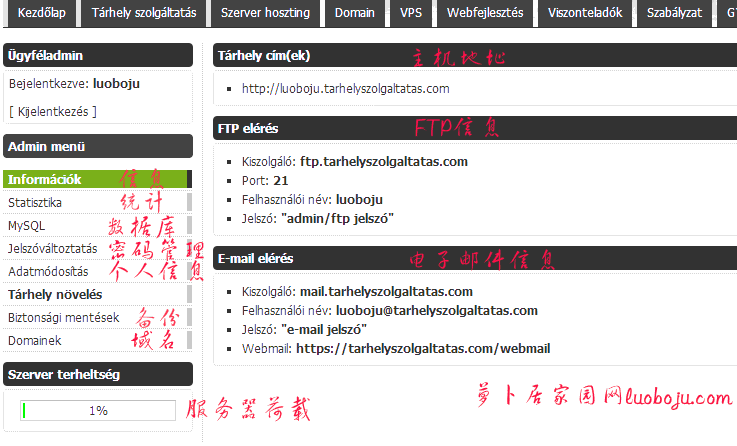 Kezdőlap Tárhely szolgáltatás Szerver hoszting Domain VPS Webfejlesztés Viszonteladók Szabályzat
Ügyféladmin
Bejelentkezve: luoboju
[ Kijelentkezés ]
Admin menü
Információk 信息
Statisztika 统计
MySQL 数据库
Jelszóváltoztatás 密码管理
Adatmódosítás 个人信息
Tárhely növelés
Biztonsági mentések 备份
Domainek 域名
Szerver terheltség
1% 服务器荷载
Tárhely cím(ek) 主机地址
http://luoboju.tarhelyszolgaltatas.com
FTP elérés FTP信息
Kiszolgáló: ftp.tarhelyszolgaltatas.com
Port: 21
Felhasználói név: luoboju
Jelszó: "admin/ftp jelszó"
E-mail elérés 电子邮件信息
Kiszolgáló: mail.tarhelyszolgaltatas.com
Felhasználói név: luoboju@tarhelyszolgaltatas.com
Jelszó: "e-mail jelszó"
Webmail: https://tarhelyszolgaltatas.com/webmail
萝卜居家园网luoboju.com